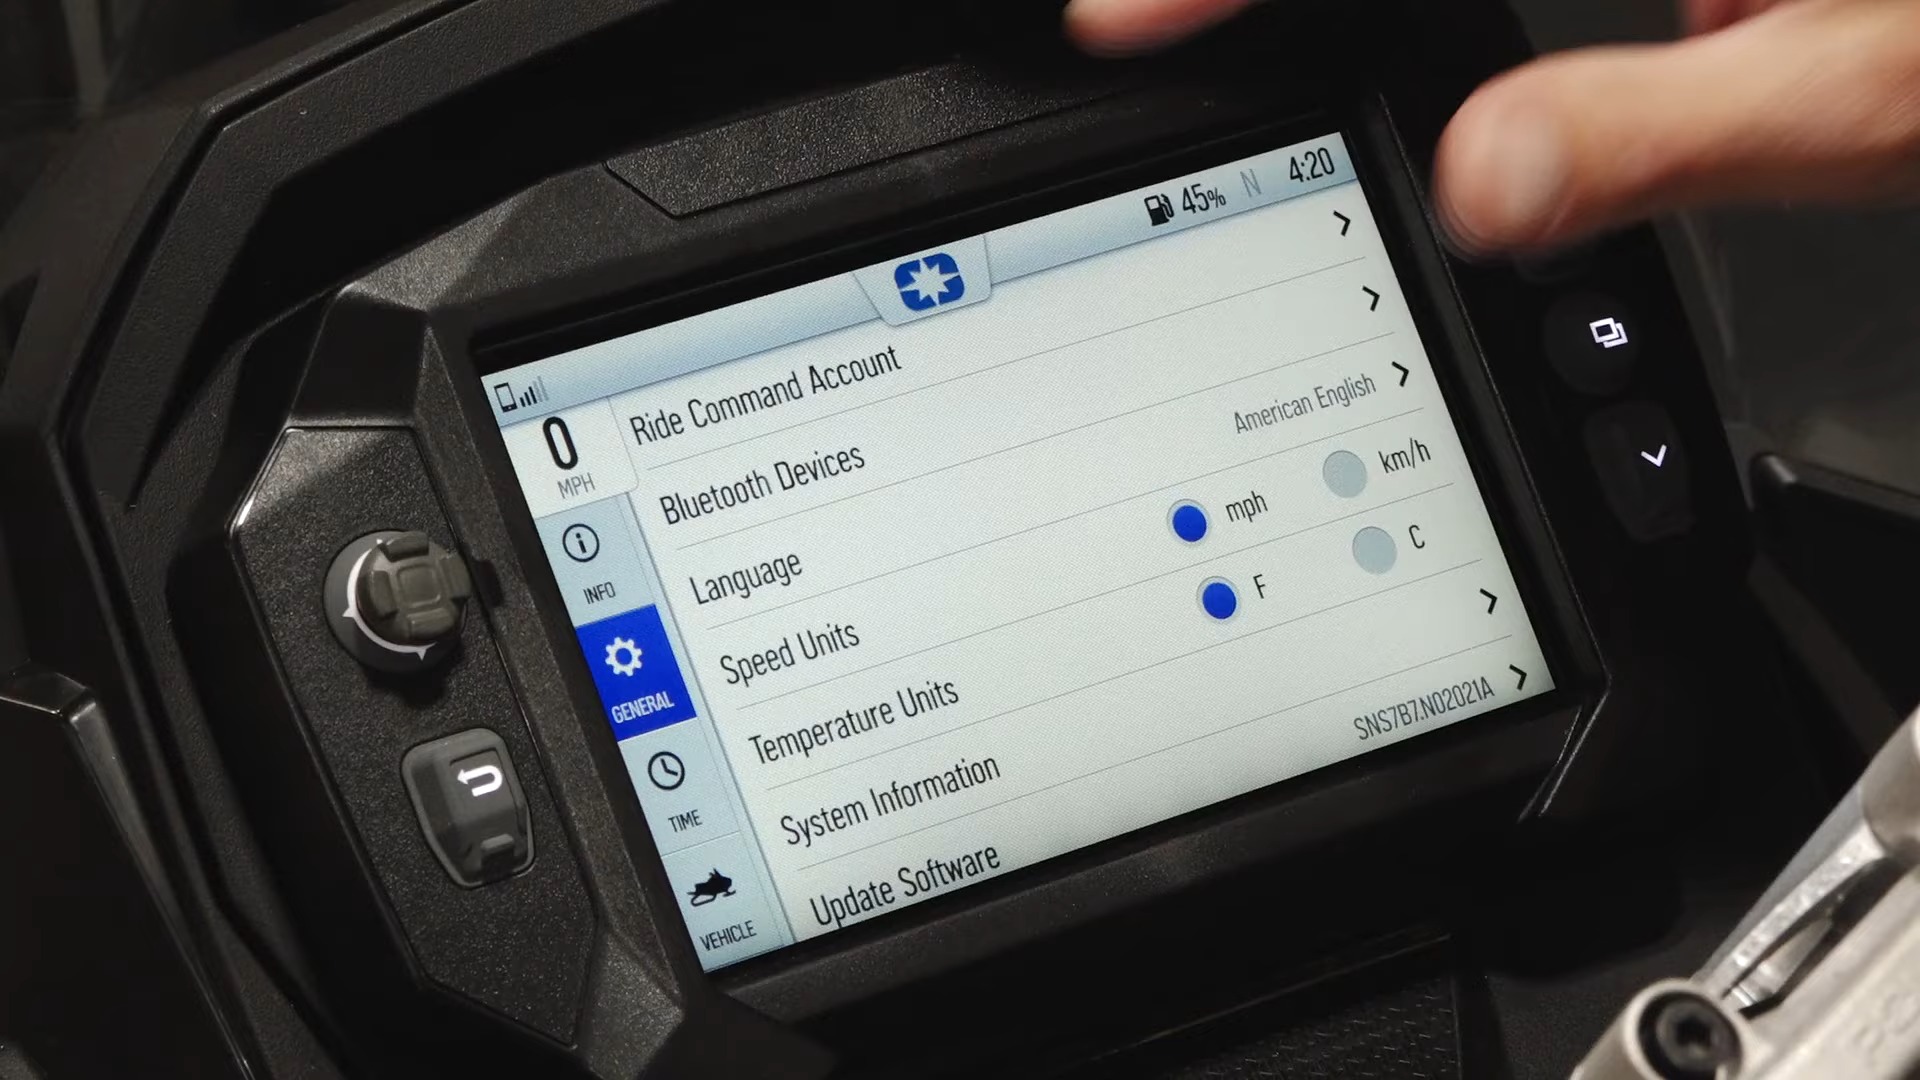 45% N 4:20
0
MPH
INFO
GENERAL
TIME
VEHICLE
Ride Command Account
Bluetooth Devices
Language American English
Speed Units mph km/h
Temperature Units F C
System Information
Update Software SNS7B7.N02021A